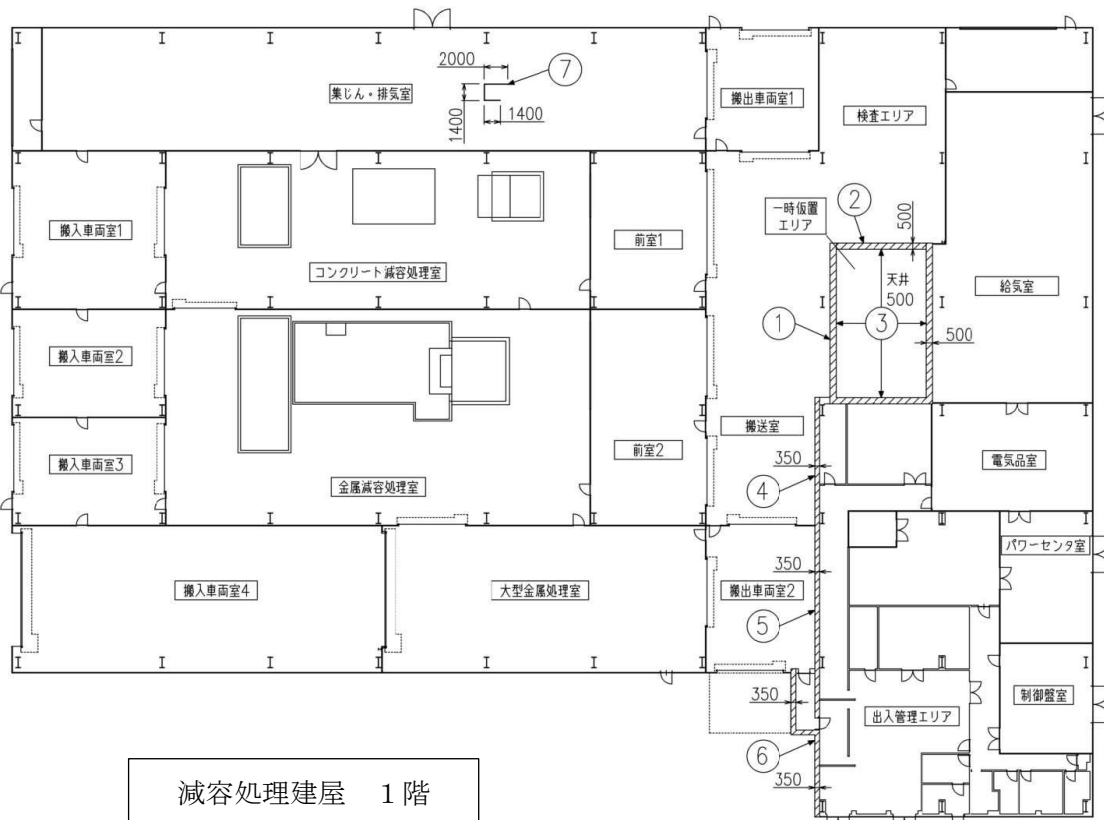 2000
⑦
集じん・排気室
1400
1400
搬出車両室1
検査エリア
一時仮置
エリア
②
500
搬入車両室1
前室1
コンクリート減容処理室
天井
500
給気室
①
③
500
搬入車両室2
搬送室
搬入車両室3
前室2
金属減容処理室
350
④
電気品室
パワーセンタ室
搬入車両室4
大型金属処理室
搬出車両室2
350
⑤
350
制御盤室
出入管理エリア
⑥
350
減容処理建屋 1階